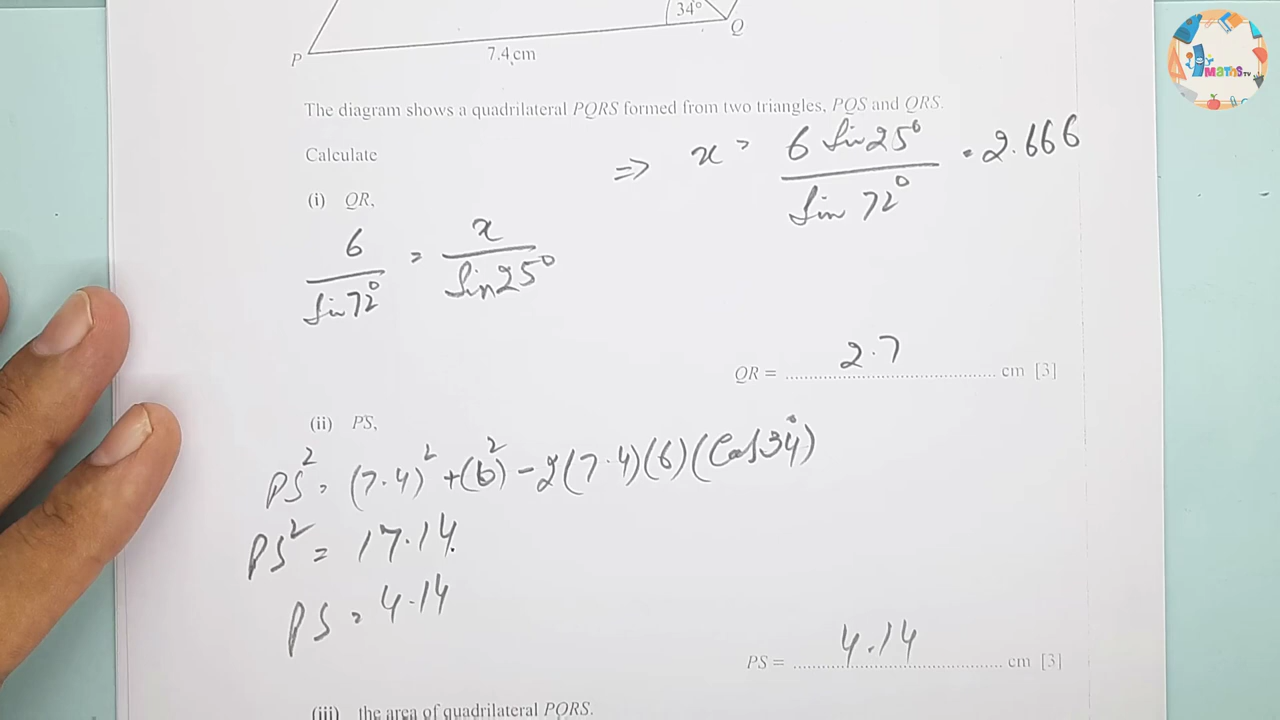 34°
Q
P
7.4 cm
MATHS TV
The diagram shows a quadrilateral PQRS formed from two triangles, PQS and QRS.
Calculate
⇒ x = 6 Sin25° / Sin 72° = 2.666
(i) QR,
6 / Sin72° = x / Sin25°
2.7
QR = ................ cm [3]
(ii) PS,
PS² = (7.4)² + (6)² - 2(7.4)(6)(Cos34°)
PS² = 17.14
PS = 4.14
4.14
PS = ................ cm [3]
(iii) the area of quadrilateral PQRS.